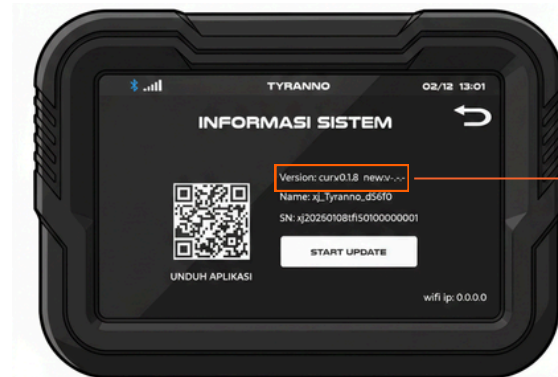 TYRANNO
02/12 13:01
INFORMASI SISTEM
Version: curv0.1.8 new:v-.-.-
Name: xj_Tyranno_d56f0
SN: xj20250108tfi50100000001
START UPDATE
UNDUH APLIKASI
wifi ip: 0.0.0.0